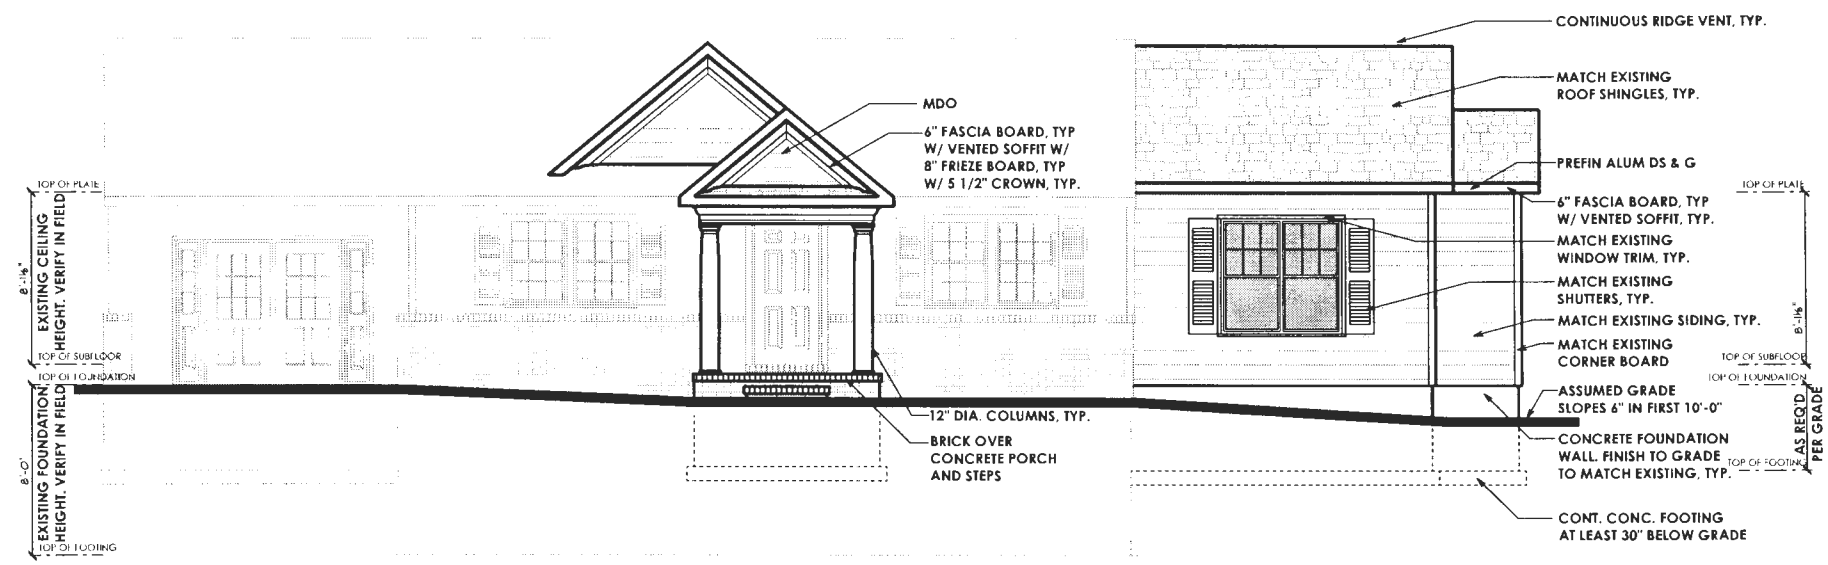 CONTINUOUS RIDGE VENT, TYP.
MATCH EXISTING
ROOF SHINGLES, TYP.
MDO
6" FASCIA BOARD, TYP
W/ VENTED SOFFIT W/
8" FRIEZE BOARD, TYP
W/ 5 1/2" CROWN, TYP.
PREFIN ALUM DS & G
TOP OF PLATE
TOP OF PLATE
6" FASCIA BOARD, TYP
W/ VENTED SOFFIT, TYP.
MATCH EXISTING
WINDOW TRIM, TYP.
MATCH EXISTING
SHUTTERS, TYP.
MATCH EXISTING SIDING, TYP.
MATCH EXISTING
CORNER BOARD
8'-1⅛"
EXISTING CEILING
HEIGHT. VERIFY IN FIELD
8'-1⅛"
TOP OF SUBFLOOR
TOP OF SUBFLOOR
TOP OF FOUNDATION
TOP OF FOUNDATION
ASSUMED GRADE
SLOPES 6" IN FIRST 10'-0"
12" DIA. COLUMNS, TYP.
BRICK OVER
CONCRETE PORCH
AND STEPS
CONCRETE FOUNDATION
WALL. FINISH TO GRADE
TO MATCH EXISTING, TYP.
8'-0"
EXISTING FOUNDATION
HEIGHT. VERIFY IN FIELD
AS REQ'D
PER GRADE
TOP OF FOOTING
TOP OF FOOTING
CONT. CONC. FOOTING
AT LEAST 30" BELOW GRADE